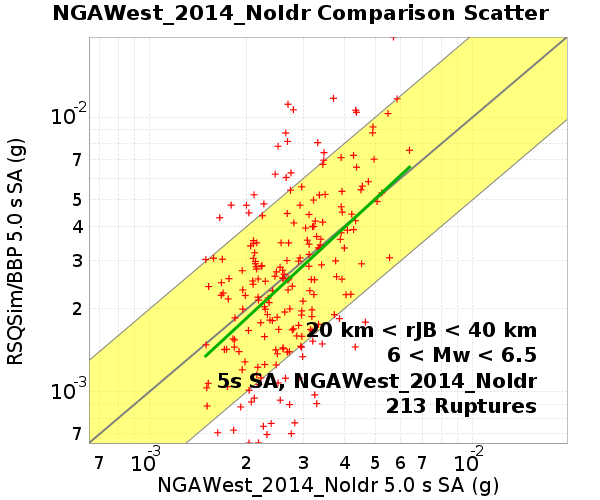 NGAWest_2014_NoIdr Comparison Scatter
RSQSim/BBP 5.0 s SA (g)
10-2
7
5
4
3
2
10-3
7
20 km < rJB < 40 km
6 < Mw < 6.5
5s SA, NGAWest_2014_NoIdr
213 Ruptures
7 10-3 2 3 4 5 6 7 10-2
NGAWest_2014_NoIdr 5.0 s SA (g)